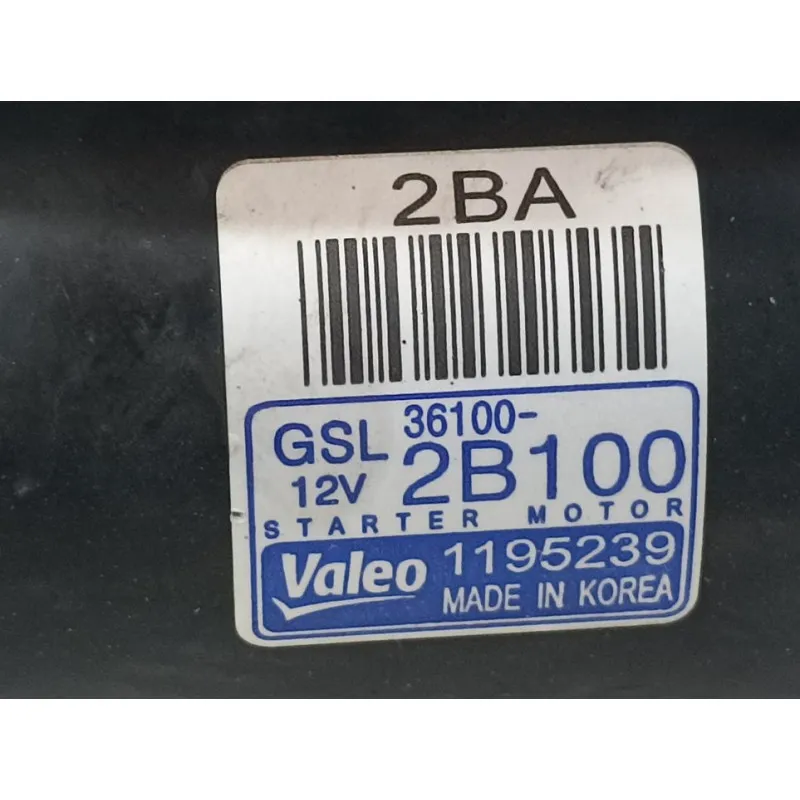 2BA
GSL 36100-
12V 2B100
STARTER MOTOR
Valeo 1195239
MADE IN KOREA